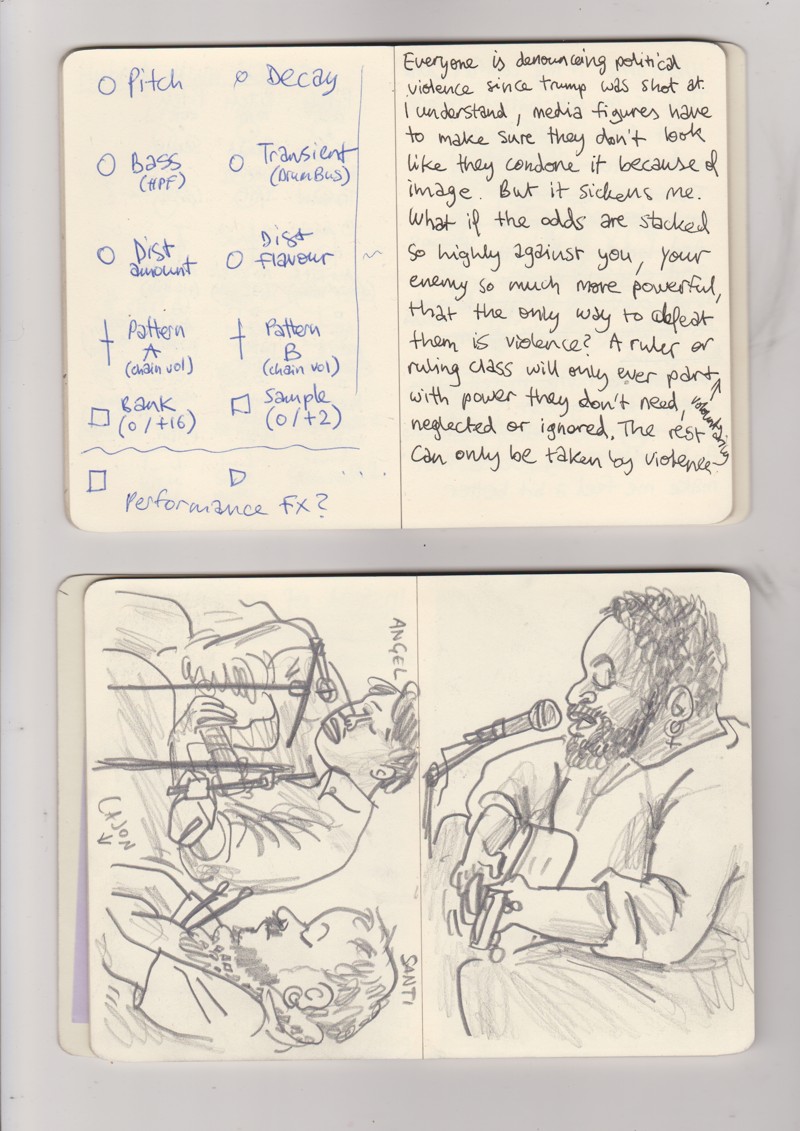 Pitch Decay
Bass Transient
(HPF) (DrumBus)
Dist Dist
amount flavour
~
Pattern Pattern
A B
(chain vol) (chain vol)
Bank Sample
(0/+16) (0/+2)
...
Performance FX?
Everyone is denouncing political
violence since trump was shot at.
I understand, media figures have
to make sure they don't look
like they condone it because of
image. But it sickens me.
What if the odds are stacked
so highly against you, your
enemy so much more powerful,
that the only way to defeat
them is violence? A ruler or
ruling class will only ever part
voluntarily
with power they don't need,
neglected or ignored. The rest
can only be taken by violence.
ANGEL
CAJON
SANTI